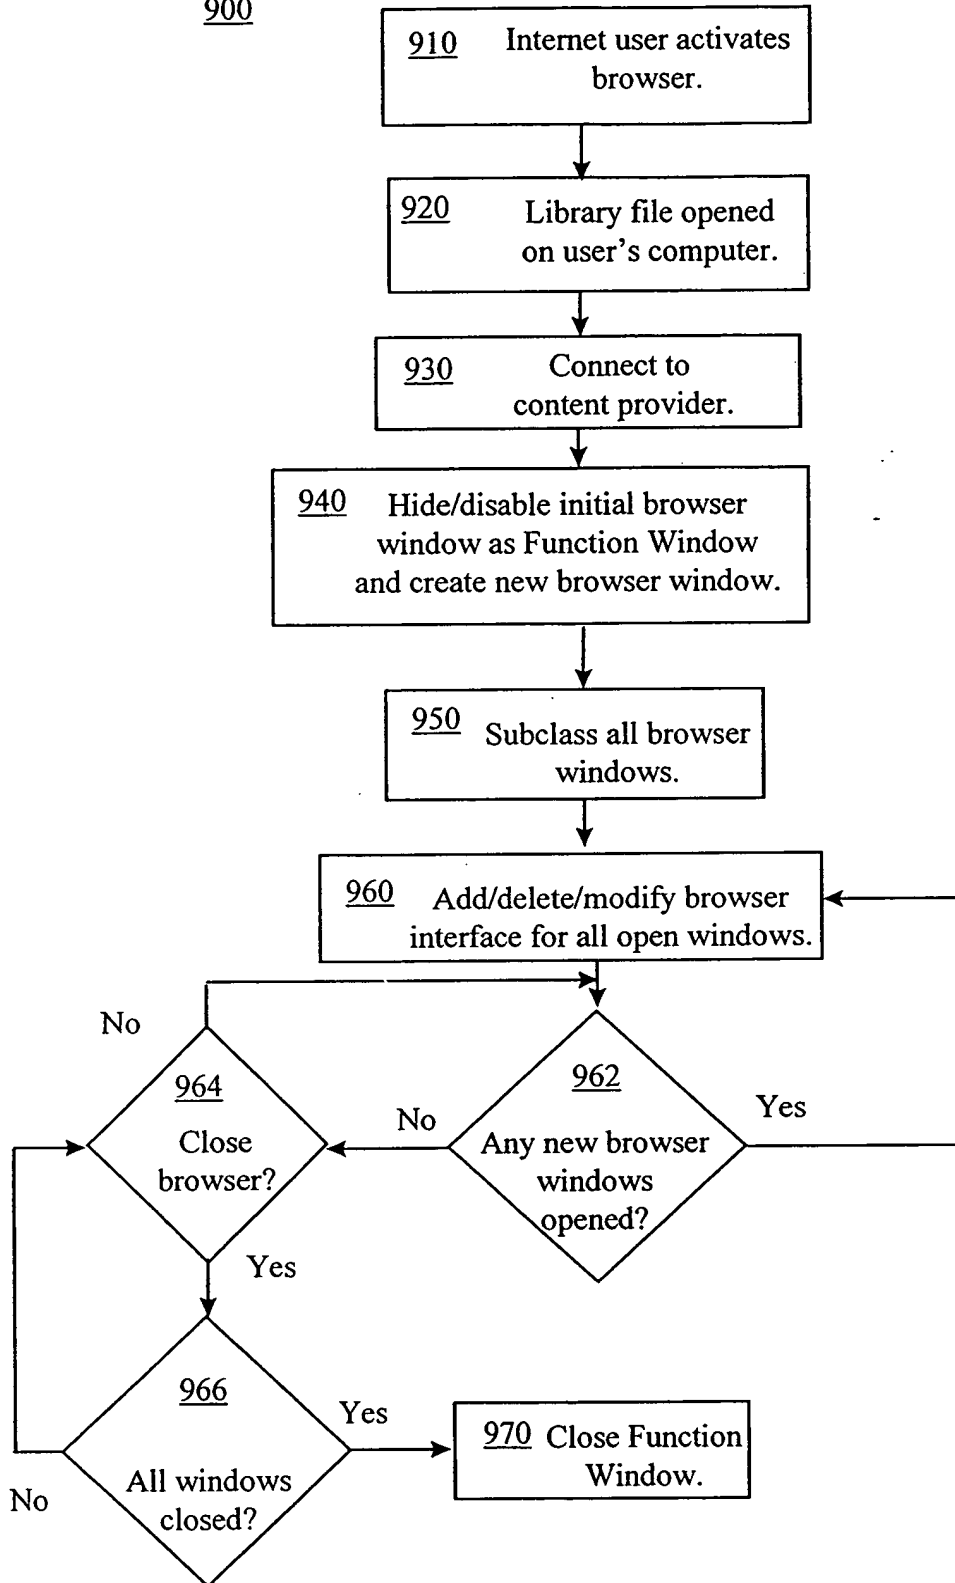 900
910 Internet user activates
browser.
920 Library file opened
on user's computer.
930 Connect to
content provider.
940 Hide/disable initial browser
window as Function Window
and create new browser window.
950 Subclass all browser
windows.
960 Add/delete/modify browser
interface for all open windows.
No
964
Close
browser?
No
962
Any new browser
windows
opened?
Yes
Yes
966
All windows
closed?
Yes
No
970 Close Function
Window.